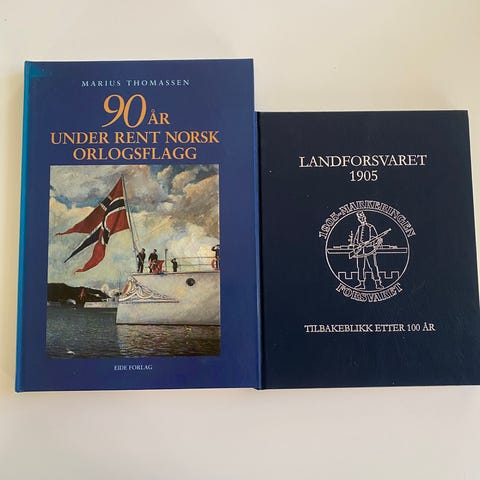 MARIUS THOMASSEN
90 ÅR
UNDER RENT NORSK
ORLOGSFLAGG
EIDE FORLAG
LANDFORSVARET
1905
1905-MARKERINGEN
FORSVARET
TILBAKEBLIKK ETTER 100 ÅR